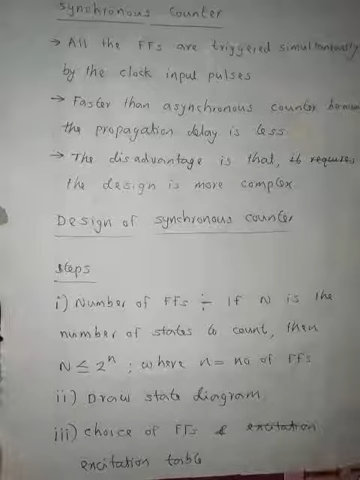 Synchronous Counter
→ All the FFs are triggered simultaneously
by the clock input pulses
→ Faster than asynchronous counter because
the propagation delay is less.
→ The disadvantage is that, it requires
the design is more complex
Design of synchronous counter
Steps
i) Number of FFs ÷ If N is the
number of states to count, then
N ≤ 2^n ; where n = no of FFs
ii) Draw state diagram
iii) choice of FFs & excitation
excitation table